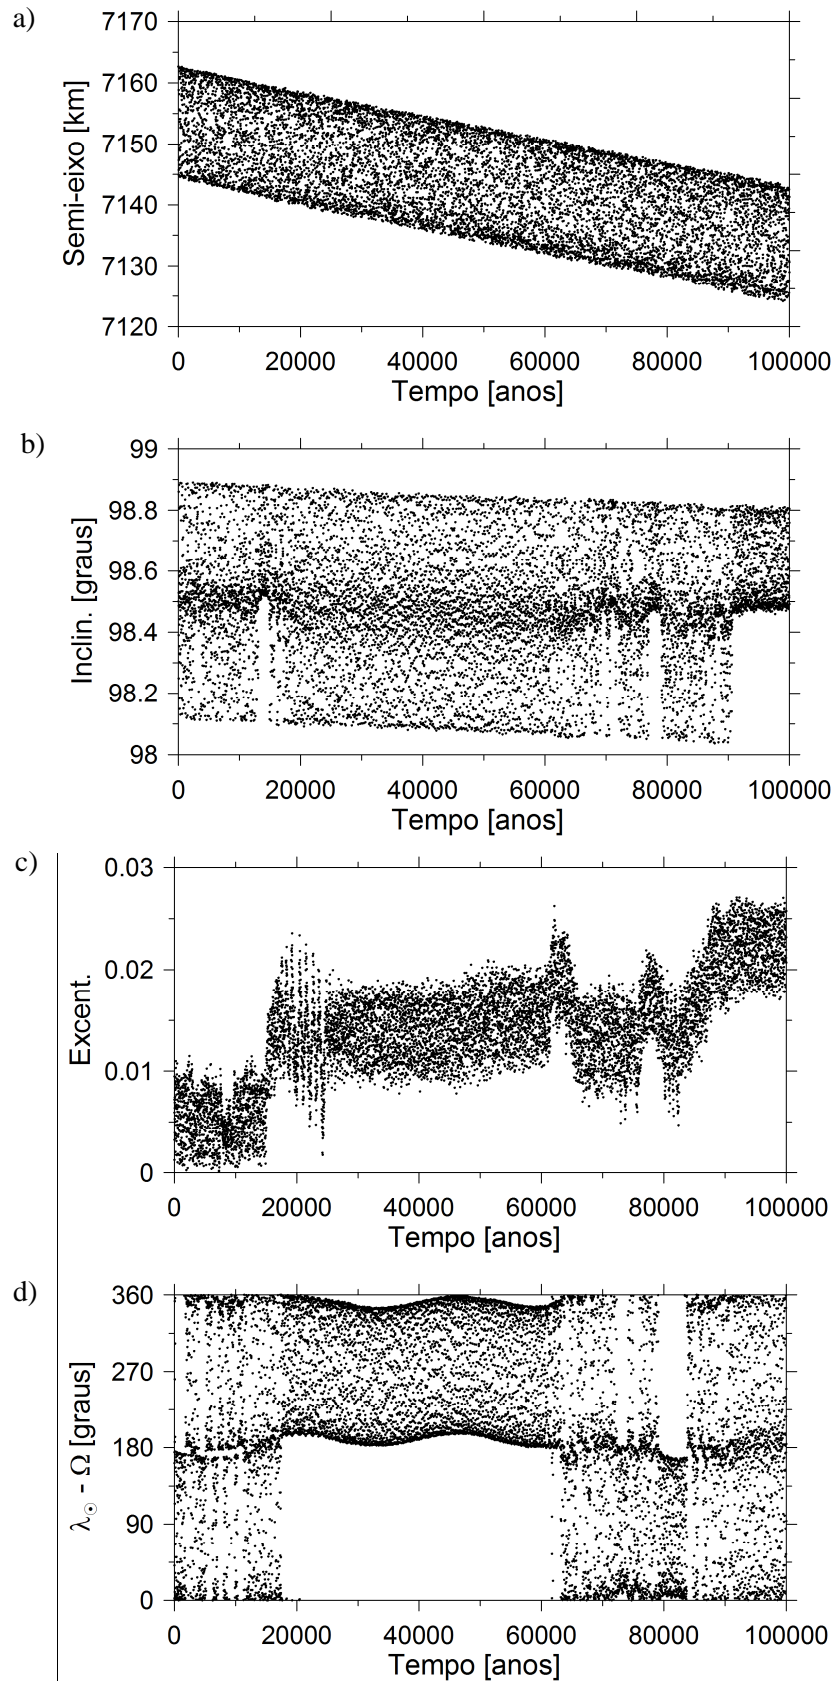 a)
Semi-eixo [km]
7170
7160
7150
7140
7130
7120
0 20000 40000 60000 80000 100000
Tempo [anos]
b)
Inclin. [graus]
99
98.8
98.6
98.4
98.2
98
0 20000 40000 60000 80000 100000
Tempo [anos]
c)
Excent.
0.03
0.02
0.01
0
0 20000 40000 60000 80000 100000
Tempo [anos]
d)
λ☉ - Ω [graus]
360
270
180
90
0
0 20000 40000 60000 80000 100000
Tempo [anos]